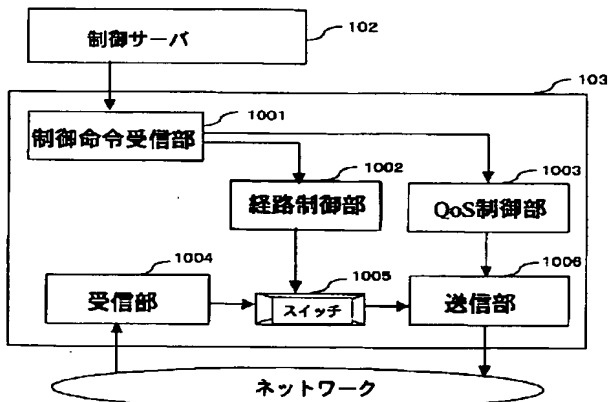 制御サーバ
102
103
制御命令受信部
1001
経路制御部
1002
QoS制御部
1003
受信部
1004
スイッチ
1005
送信部
1006
ネットワーク